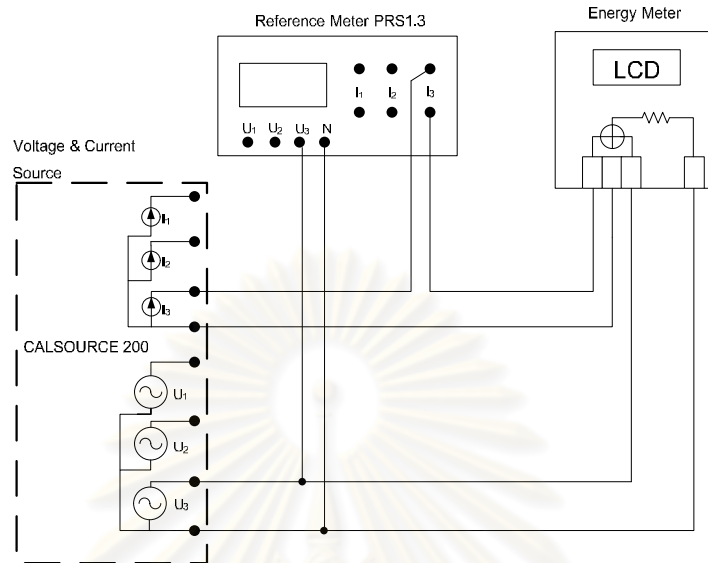 Energy Meter
Reference Meter PRS1.3
LCD
I1 I2 I3
U1 U2 U3 N
Voltage & Current
Source
I1
I2
I3
CALSOURCE 200
U1
U2
U3